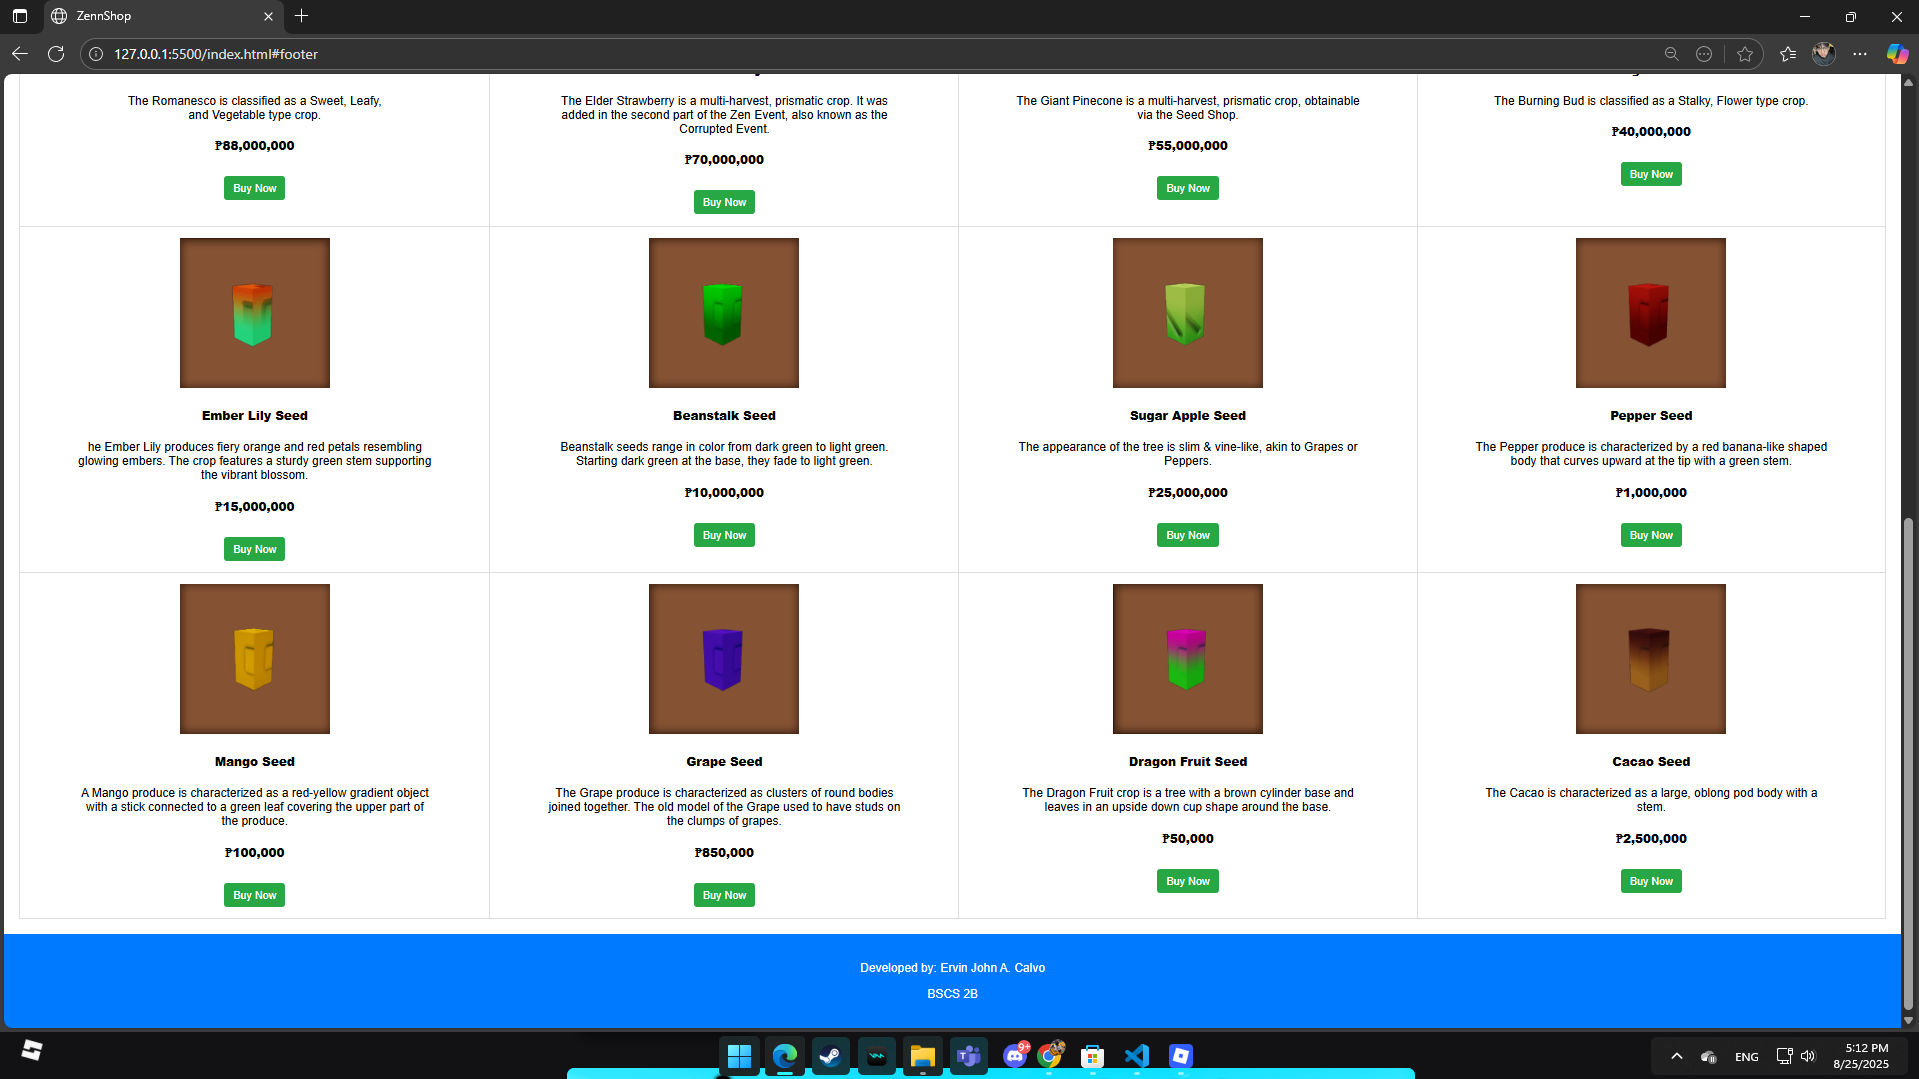 ZennShop
127.0.0.1:5500/index.html#footer
The Romanesco is classified as a Sweet, Leafy,
and Vegetable type crop.
₱88,000,000
Buy Now
The Elder Strawberry is a multi-harvest, prismatic crop. It was
added in the second part of the Zen Event, also known as the
Corrupted Event.
₱70,000,000
Buy Now
The Giant Pinecone is a multi-harvest, prismatic crop, obtainable
via the Seed Shop.
₱55,000,000
Buy Now
The Burning Bud is classified as a Stalky, Flower type crop.
₱40,000,000
Buy Now
Ember Lily Seed
he Ember Lily produces fiery orange and red petals resembling
glowing embers. The crop features a sturdy green stem supporting
the vibrant blossom.
₱15,000,000
Buy Now
Beanstalk Seed
Beanstalk seeds range in color from dark green to light green.
Starting dark green at the base, they fade to light green.
₱10,000,000
Buy Now
Sugar Apple Seed
The appearance of the tree is slim & vine-like, akin to Grapes or
Peppers.
₱25,000,000
Buy Now
Pepper Seed
The Pepper produce is characterized by a red banana-like shaped
body that curves upward at the tip with a green stem.
₱1,000,000
Buy Now
Mango Seed
A Mango produce is characterized as a red-yellow gradient object
with a stick connected to a green leaf covering the upper part of
the produce.
₱100,000
Buy Now
Grape Seed
The Grape produce is characterized as clusters of round bodies
joined together. The old model of the Grape used to have studs on
the clumps of grapes.
₱850,000
Buy Now
Dragon Fruit Seed
The Dragon Fruit crop is a tree with a brown cylinder base and
leaves in an upside down cup shape around the base.
₱50,000
Buy Now
Cacao Seed
The Cacao is characterized as a large, oblong pod body with a
stem.
₱2,500,000
Buy Now
Developed by: Ervin John A. Calvo
BSCS 2B
9+
ENG
5:12 PM
8/25/2025